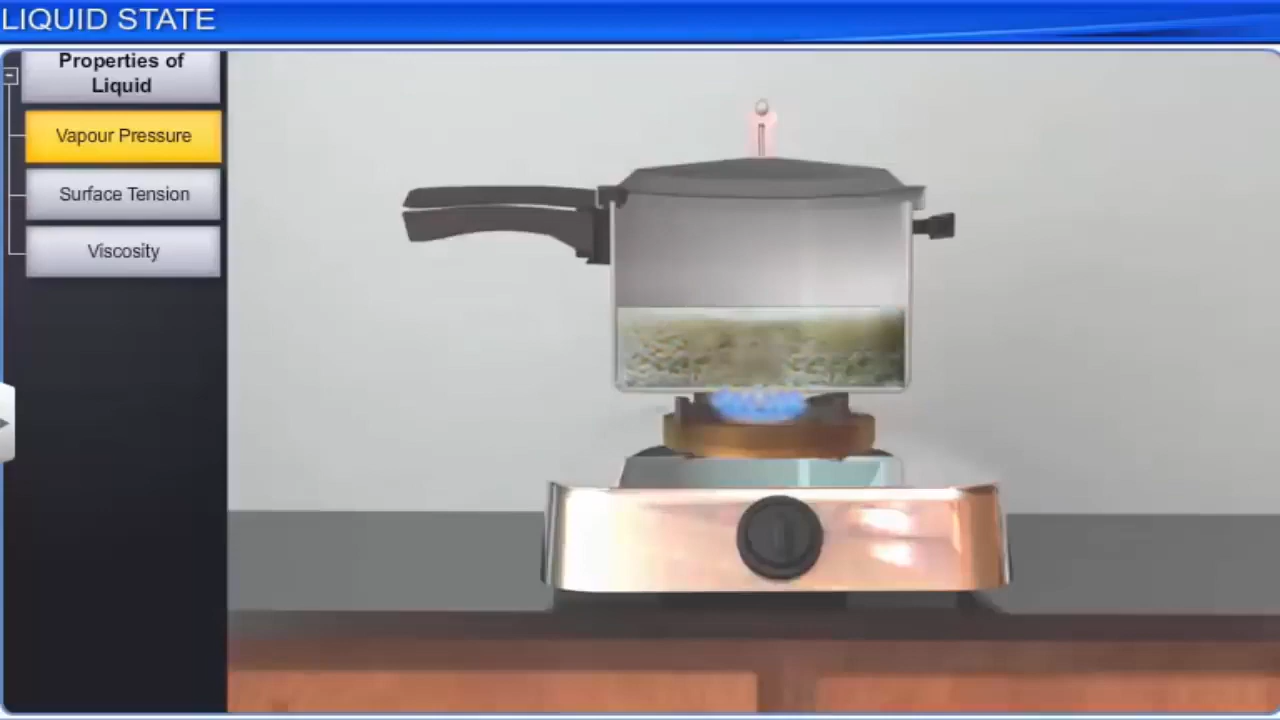 LIQUID STATE
Properties of
Liquid
Vapour Pressure
Surface Tension
Viscosity